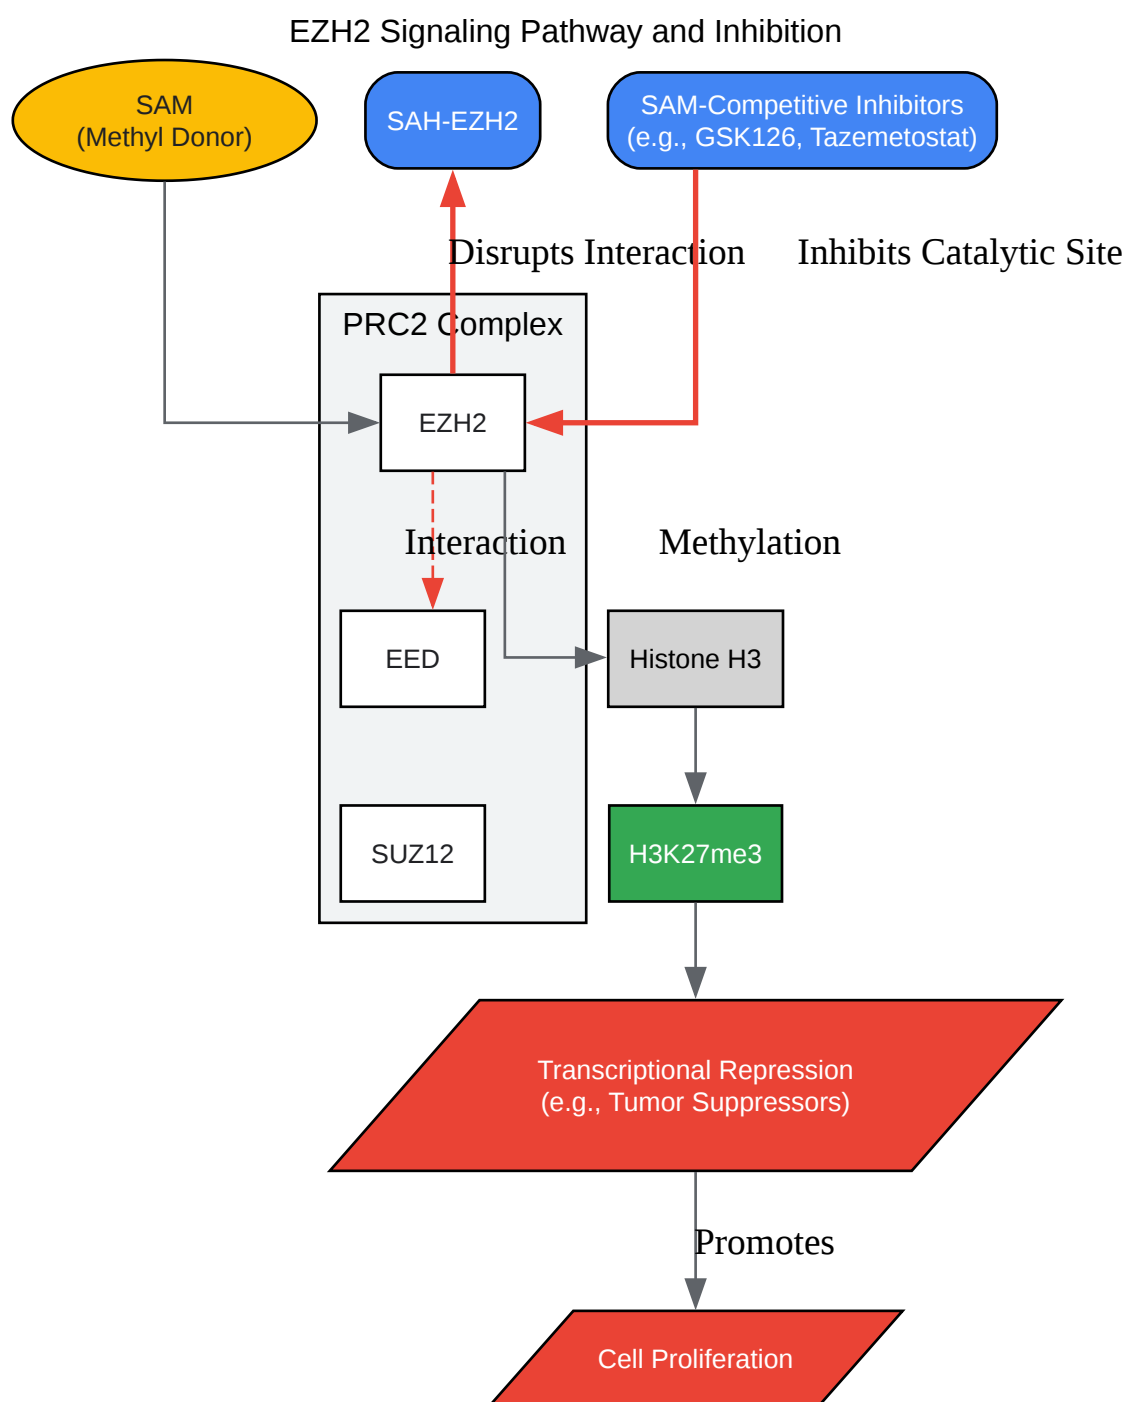 EZH2 Signaling Pathway and Inhibition
SAM
(Methyl Donor)
SAH-EZH2
SAM-Competitive Inhibitors
(e.g., GSK126, Tazemetostat)
Disrupts Interaction
Inhibits Catalytic Site
PRC2 Complex
EZH2
Interaction
Methylation
EED
Histone H3
SUZ12
H3K27me3
Transcriptional Repression
(e.g., Tumor Suppressors)
Promotes
Cell Proliferation